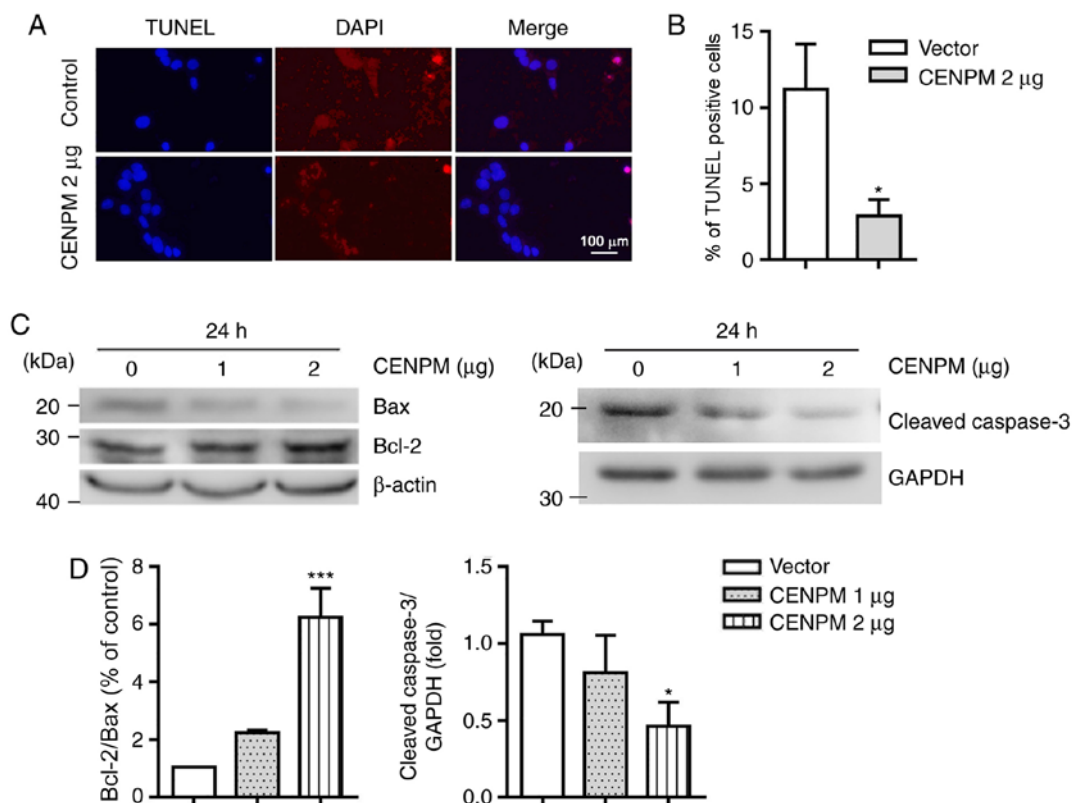 A
TUNEL DAPI Merge
Control
CENPM 2 µg
100 µm
B
% of TUNEL positive cells
15
10
5
0
*
Vector
CENPM 2 µg
C
24 h
(kDa) 0 1 2 CENPM (µg)
20 Bax
30 Bcl-2
40 β-actin
24 h
(kDa) 0 1 2 CENPM (µg)
20 Cleaved caspase-3
30 GAPDH
D
Bcl-2/Bax (% of control)
8
6
4
2
0
***
Cleaved caspase-3/
GAPDH (fold)
1.5
1.0
0.5
0.0
*
Vector
CENPM 1 µg
CENPM 2 µg